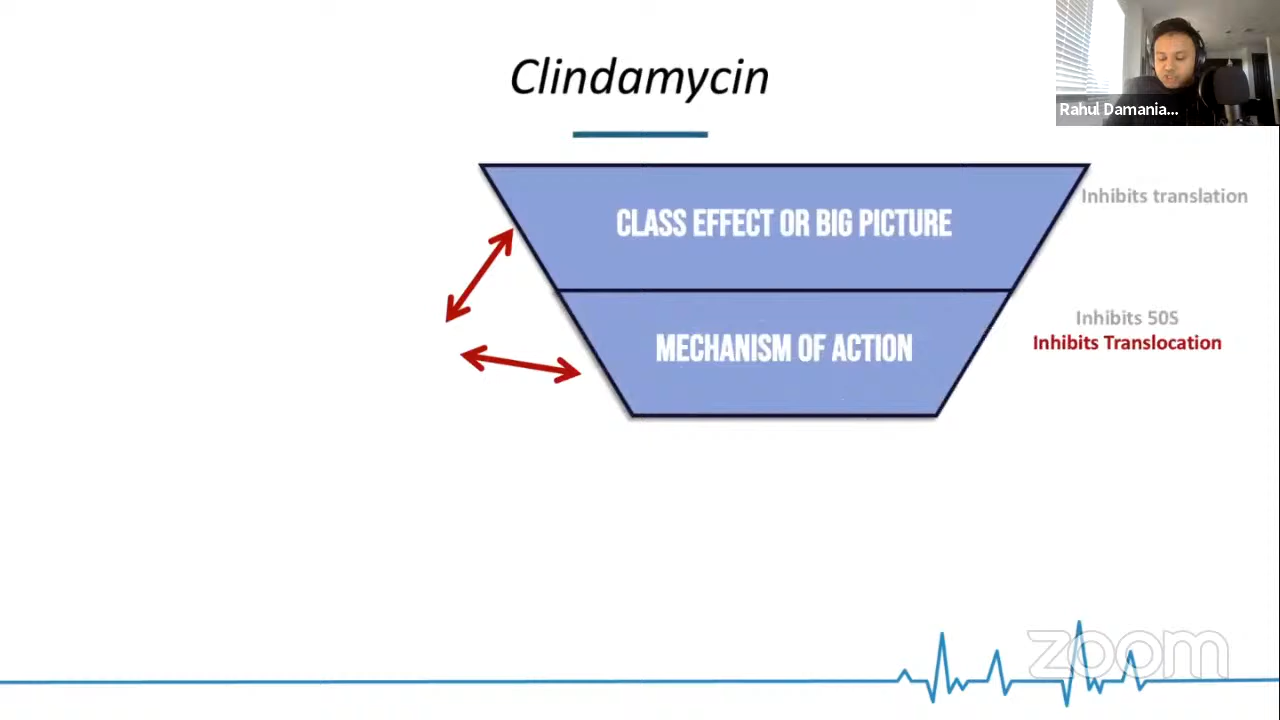 Clindamycin
Rahul Damania...
CLASS EFFECT OR BIG PICTURE
Inhibits translation
MECHANISM OF ACTION
Inhibits 50S
Inhibits Translocation
zoom